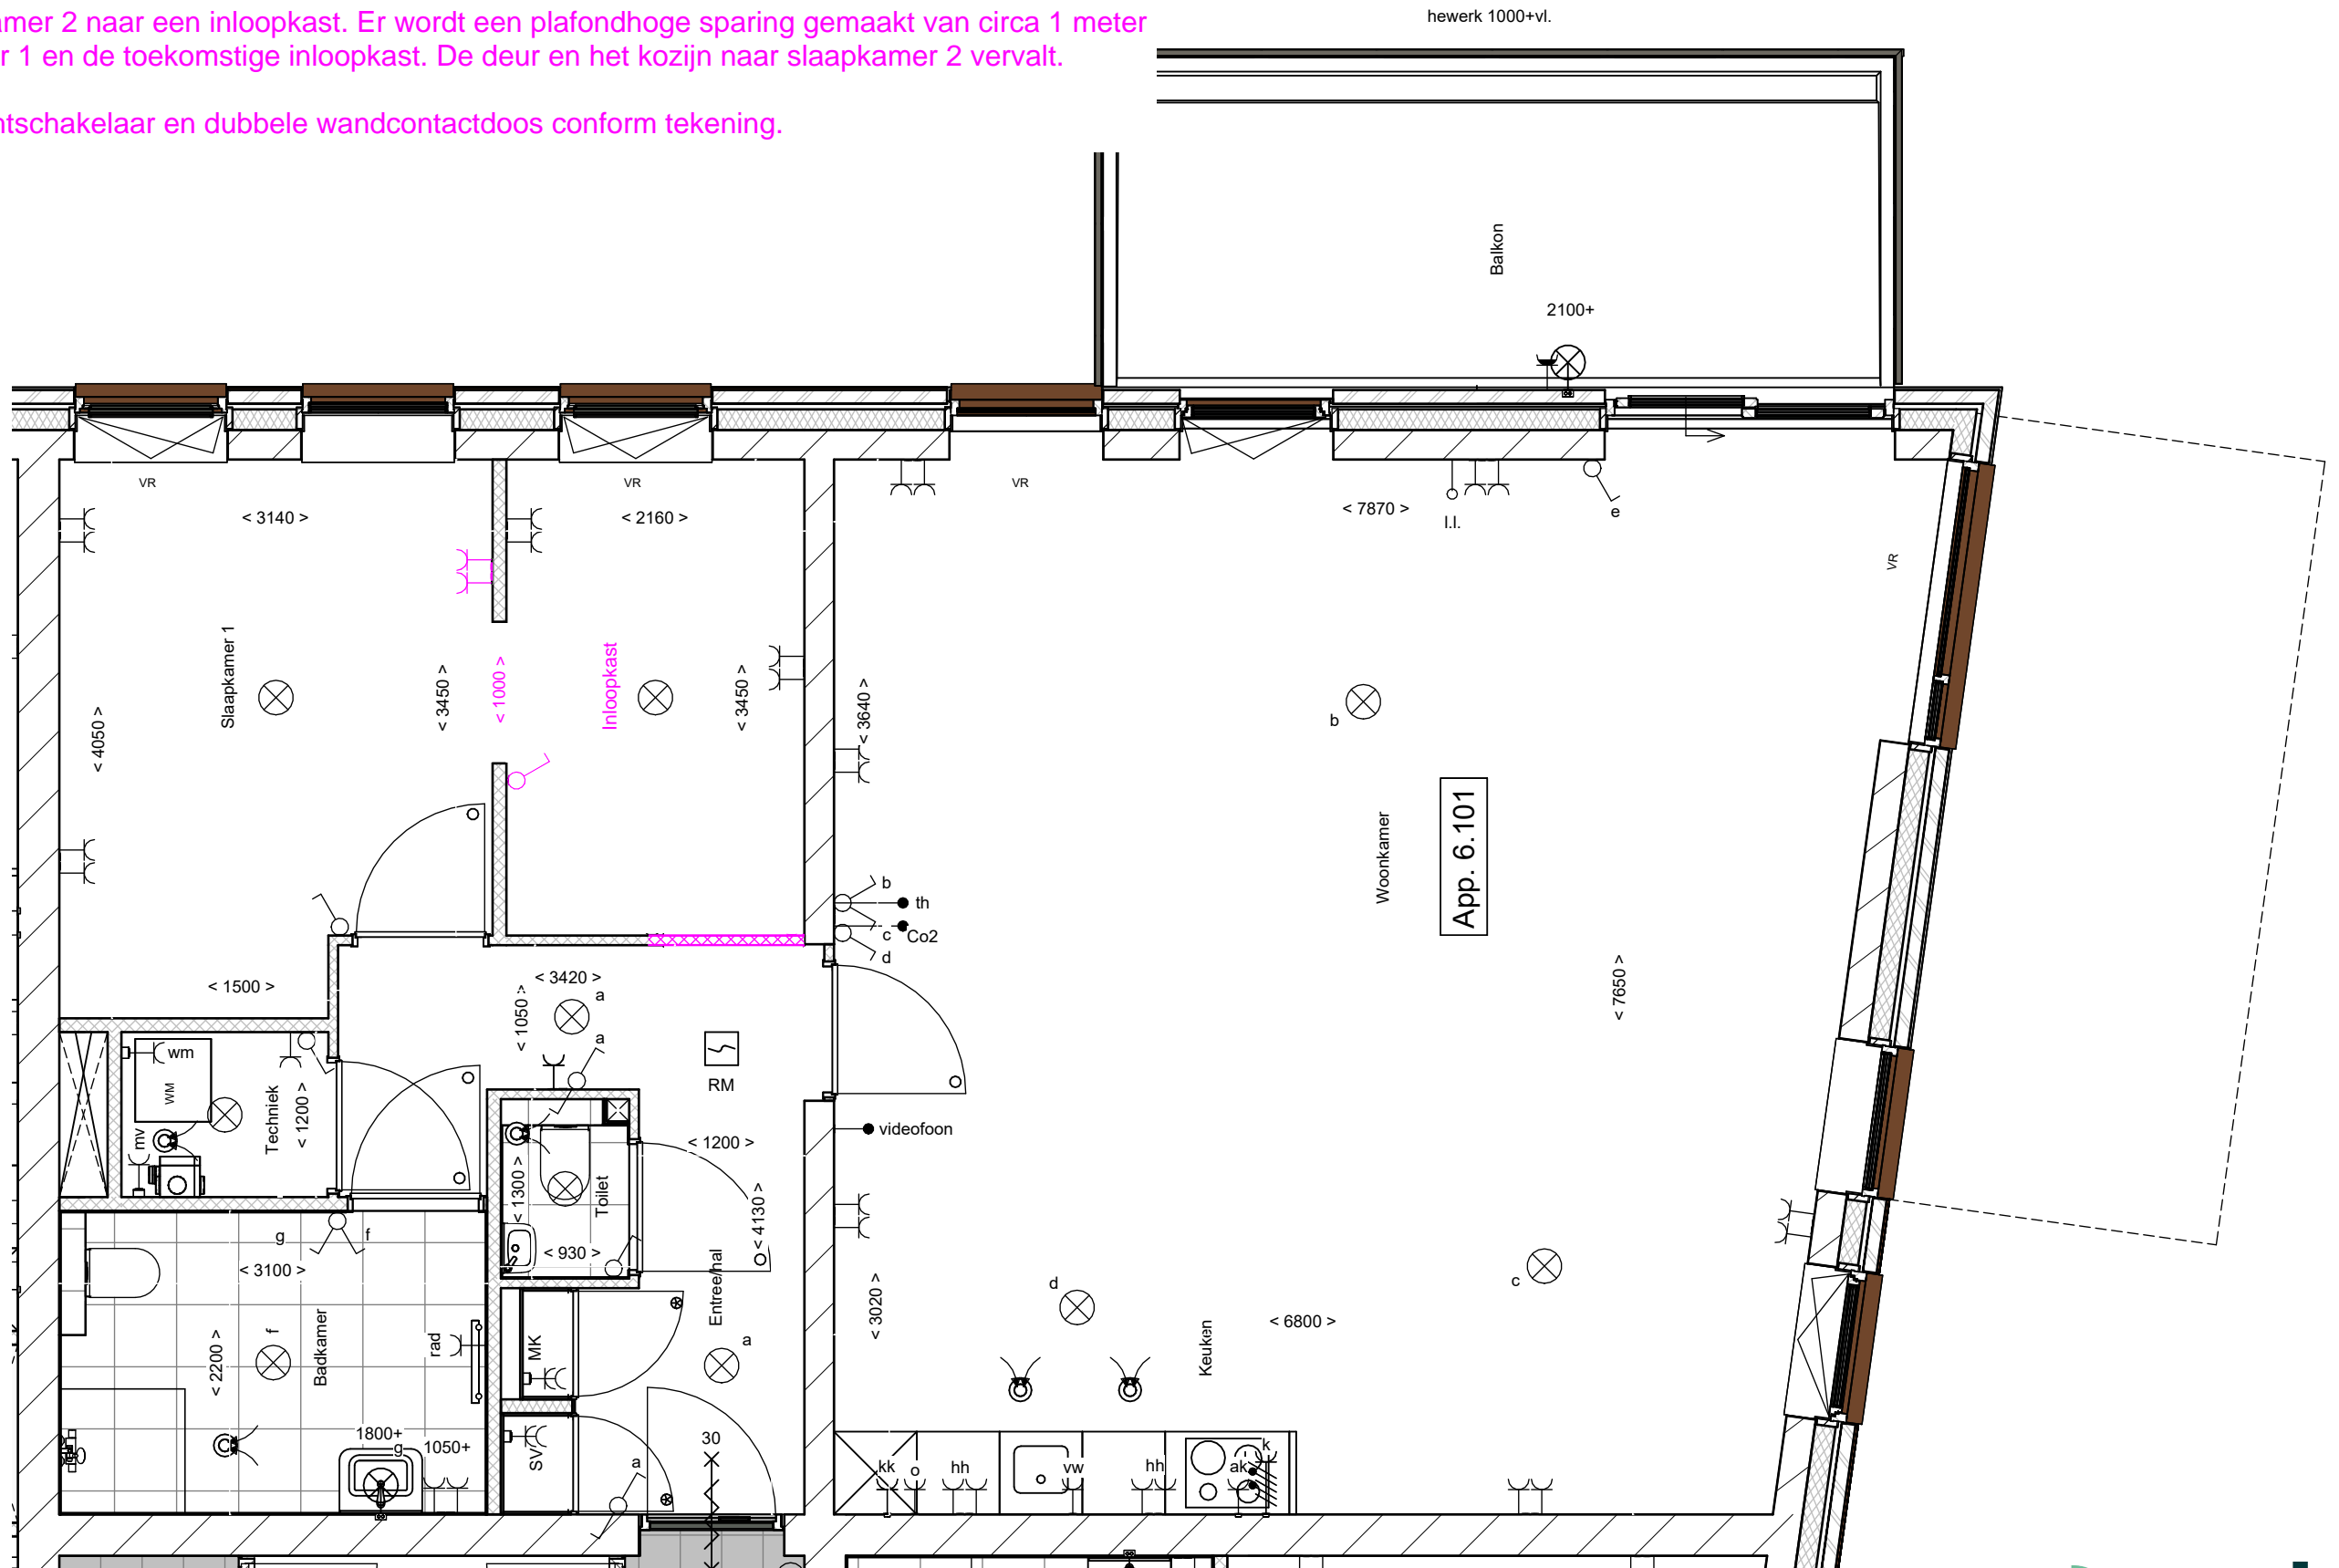 mer 2 naar een inloopkast. Er wordt een plafondhoge sparing gemaakt van circa 1 meter
r 1 en de toekomstige inloopkast. De deur en het kozijn naar slaapkamer 2 vervalt.
ntschakelaar en dubbele wandcontactdoos conform tekening.
hewerk 1000+vl.
Balkon
2100+
VR
VR
VR
VR
< 3140 >
< 2160 >
< 7870 >
l.l.
e
Slaapkamer 1
< 4050 >
< 3450 >
< 1000 >
Inloopkast
< 3450 >
< 3640 >
b
Woonkamer
App. 6.101
b
th
c
Co2
d
< 7650 >
< 1500 >
< 3420 >
a
< 1050 >
a
RM
wm
WM
mv
Techniek
< 1200 >
< 1200 >
videofoon
< 1300 >
Toilet
< 930 >
< 4130 >
Entree/hal
a
g
f
< 3100 >
f
Badkamer
< 2200 >
rad
MK
< 3020 >
d
c
Keuken
< 6800 >
1800+
g
1050+
SV
a
30
kk
o
hh
vw
hh
ak
k